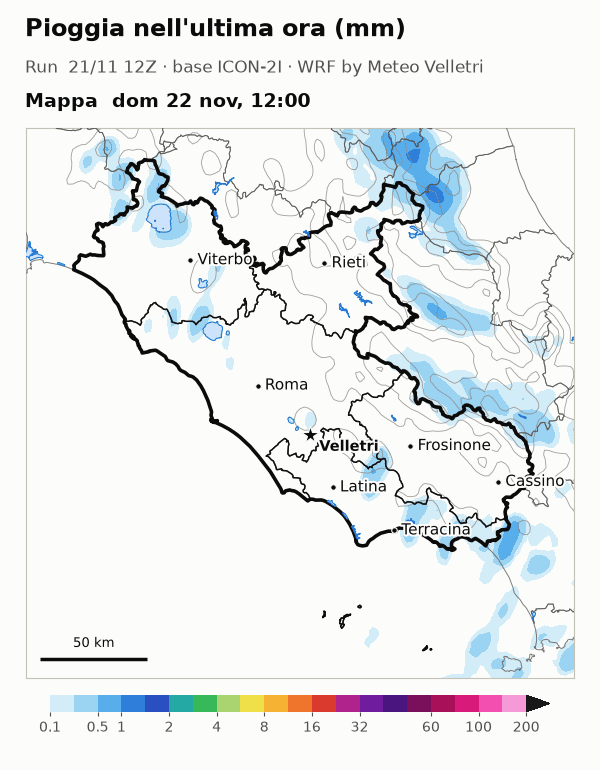 Pioggia nell'ultima ora (mm)
Run 21/11 12Z · base ICON-2I · WRF by Meteo Velletri
Mappa dom 22 nov, 12:00
Viterbo
Rieti
Roma
Velletri
Frosinone
Latina
Cassino
Terracina
50 km
0.1 0.5 1 2 4 8 16 32 60 100 200